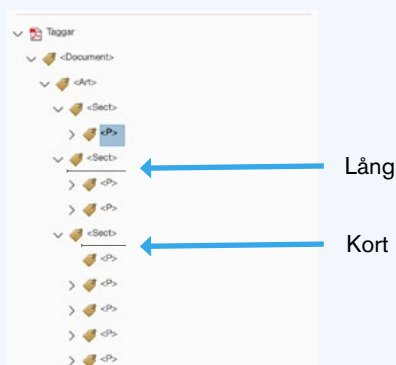 Taggar
<Document>
<Art>
<Sect>
<P>
<Sect>
Lång
<P>
<P>
<Sect>
Kort
<P>
<P>
<P>
<P>
<P>